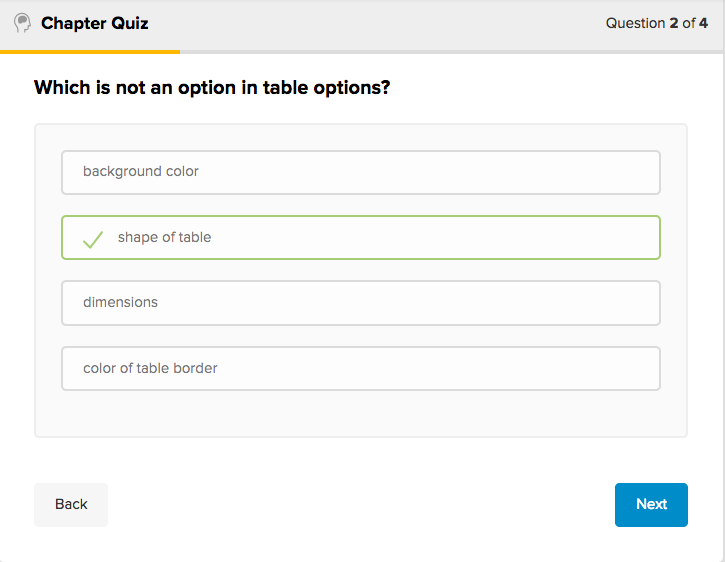 Chapter Quiz
Question 2 of 4
Which is not an option in table options?
background color
shape of table
dimensions
color of table border
Back
Next